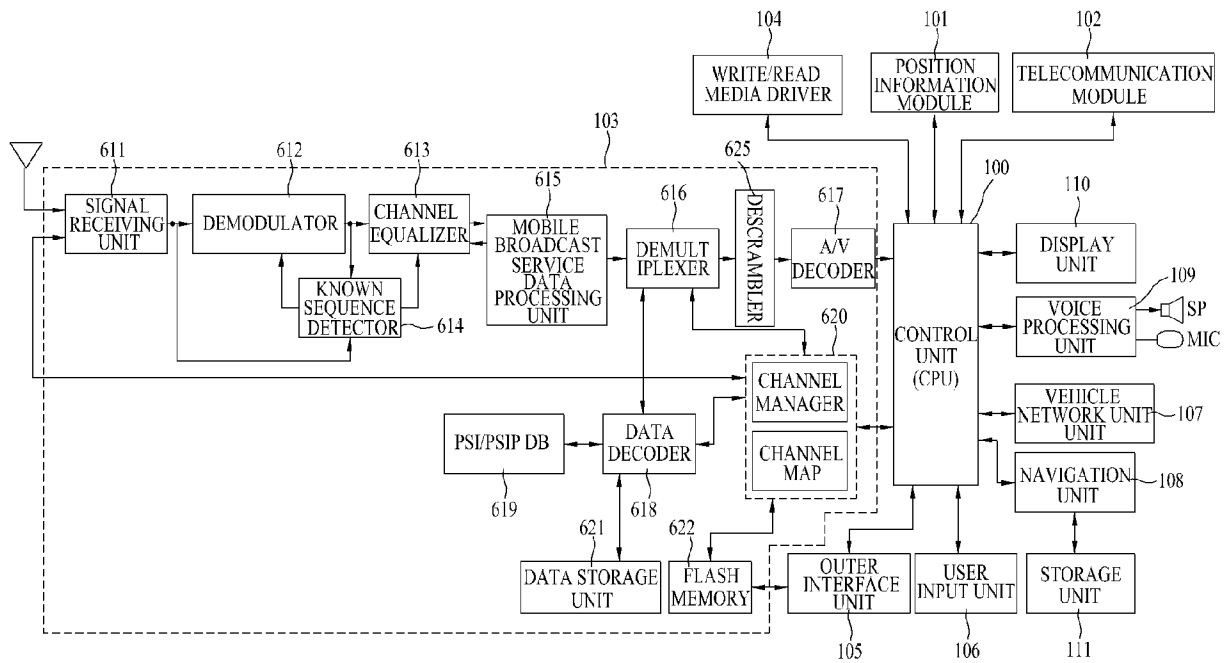 104
101
102
WRITE/READ
MEDIA DRIVER
POSITION
INFORMATION
MODULE
TELECOMMUNICATION
MODULE
103
611
612
613
615
616
625
617
100
110
SIGNAL
RECEIVING
UNIT
DEMODULATOR
CHANNEL
EQUALIZER
MOBILE
BROADCAST
SERVICE
DATA
PROCESSING
UNIT
DEMULT
IPLEXER
DESCRAMBLER
A/V
DECODER
DISPLAY
UNIT
KNOWN
SEQUENCE
DETECTOR
614
109
VOICE
PROCESSING
UNIT
SP
MIC
620
CONTROL
UNIT
(CPU)
CHANNEL
MANAGER
CHANNEL
MAP
VEHICLE
NETWORK UNIT
UNIT
107
PSI/PSIP DB
619
DATA
DECODER
618
NAVIGATION
UNIT
108
621
622
DATA STORAGE
UNIT
FLASH
MEMORY
OUTER
INTERFACE
UNIT
105
USER
INPUT UNIT
106
STORAGE
UNIT
111